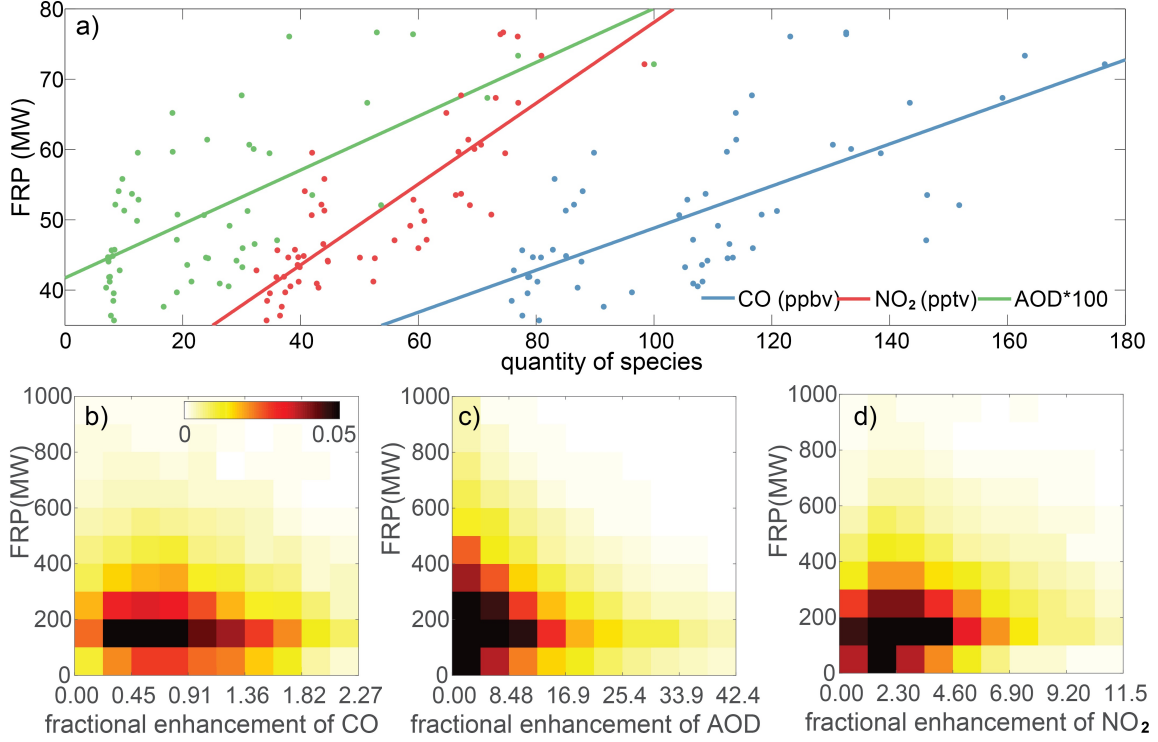 a)
FRP (MW)
80
70
60
50
40
CO (ppbv) NO₂ (pptv) AOD*100
0 20 40 60 80 100 120 140 160 180
quantity of species
b)
FRP(MW)
1000
800
600
400
200
0
0 0.05
0.00 0.45 0.91 1.36 1.82 2.27
fractional enhancement of CO
c)
FRP(MW)
1000
800
600
400
200
0
0.00 8.48 16.9 25.4 33.9 42.4
fractional enhancement of AOD
d)
FRP(MW)
1000
800
600
400
200
0
0.00 2.30 4.60 6.90 9.20 11.5
fractional enhancement of NO₂